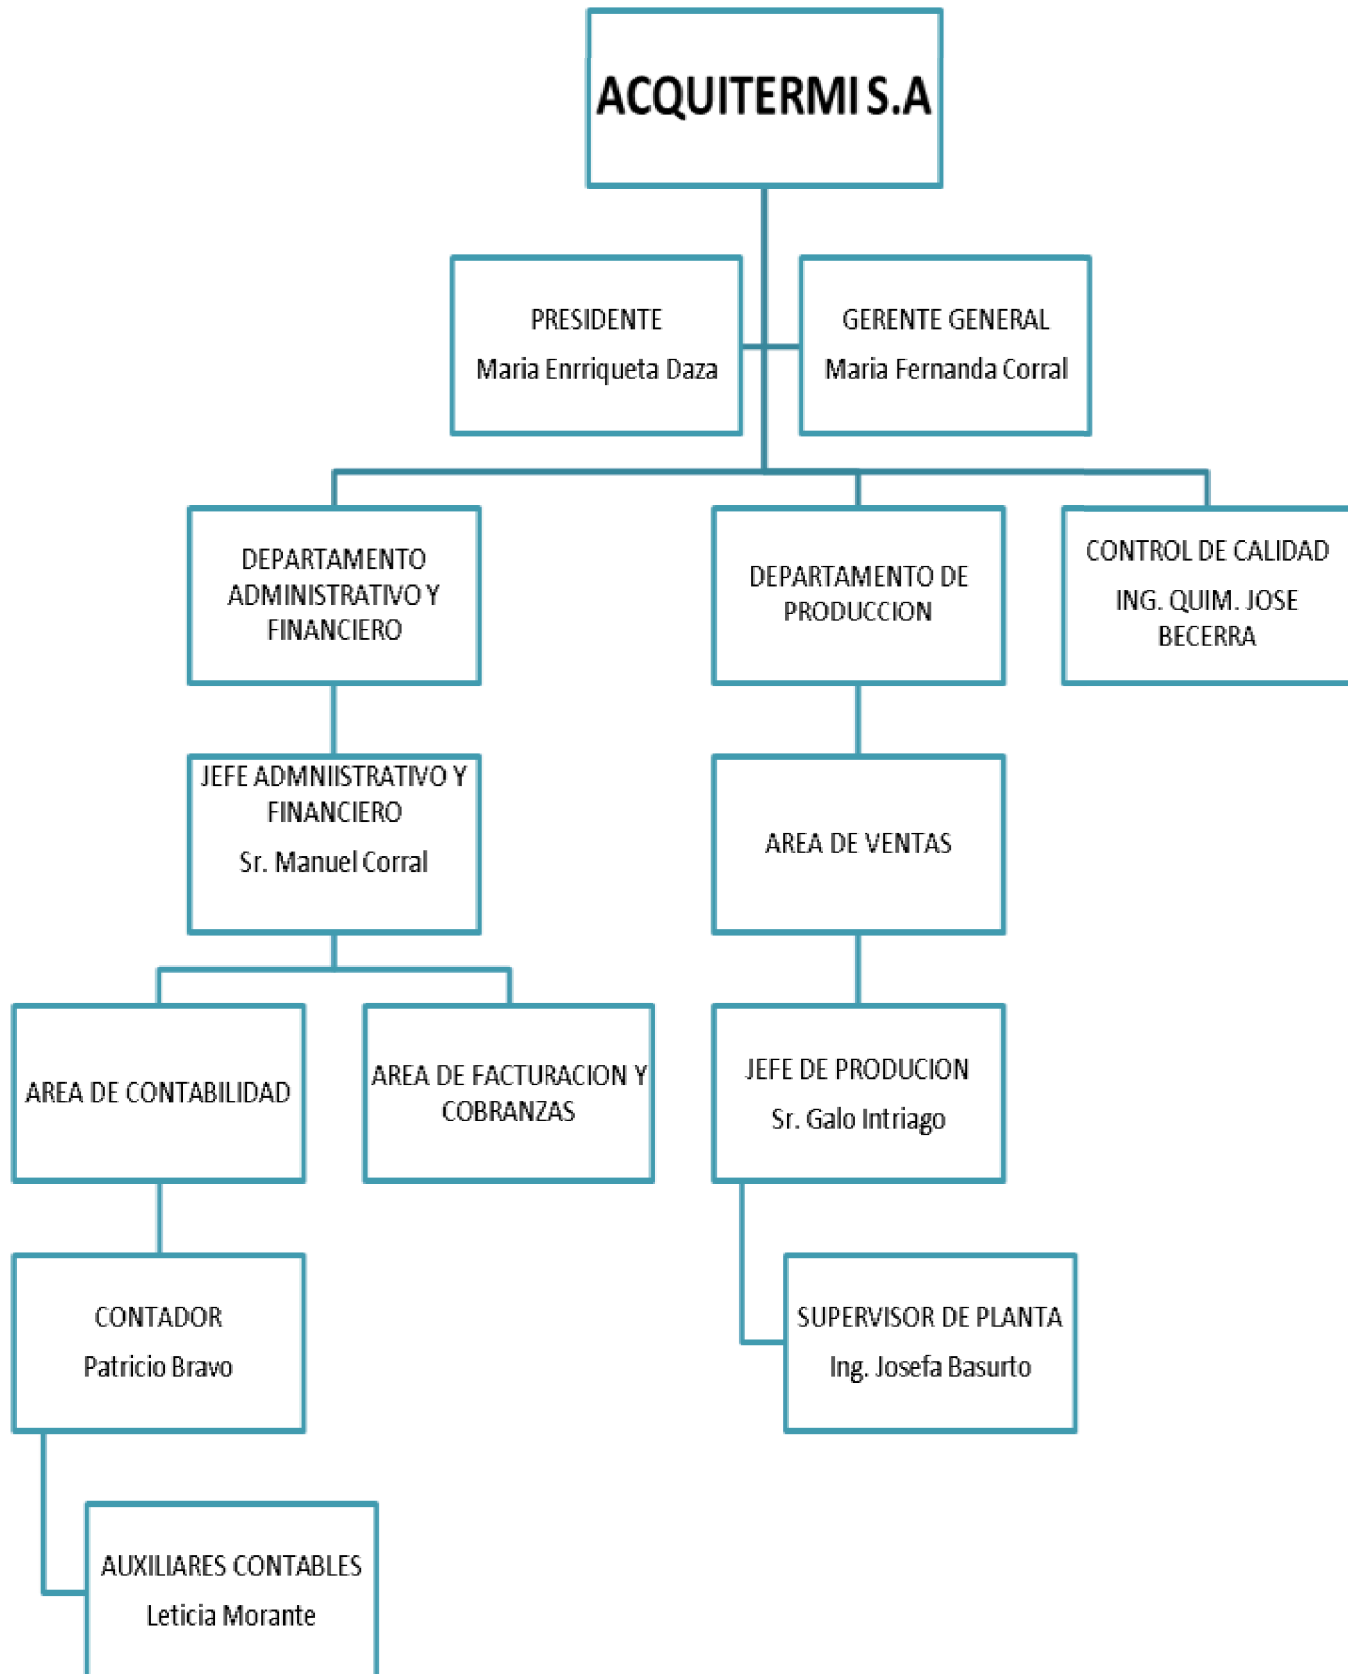 ACQUITERMI S.A
PRESIDENTE
Maria Enrriqueta Daza
GERENTE GENERAL
Maria Fernanda Corral
DEPARTAMENTO
ADMINISTRATIVO Y
FINANCIERO
DEPARTAMENTO DE
PRODUCCION
CONTROL DE CALIDAD
ING. QUIM. JOSE
BECERRA
JEFE ADMNIISTRATIVO Y
FINANCIERO
Sr. Manuel Corral
AREA DE VENTAS
AREA DE CONTABILIDAD
AREA DE FACTURACION Y
COBRANZAS
JEFE DE PRODUCION
Sr. Galo Intriago
CONTADOR
Patricio Bravo
SUPERVISOR DE PLANTA
Ing. Josefa Basurto
AUXILIARES CONTABLES
Leticia Morante